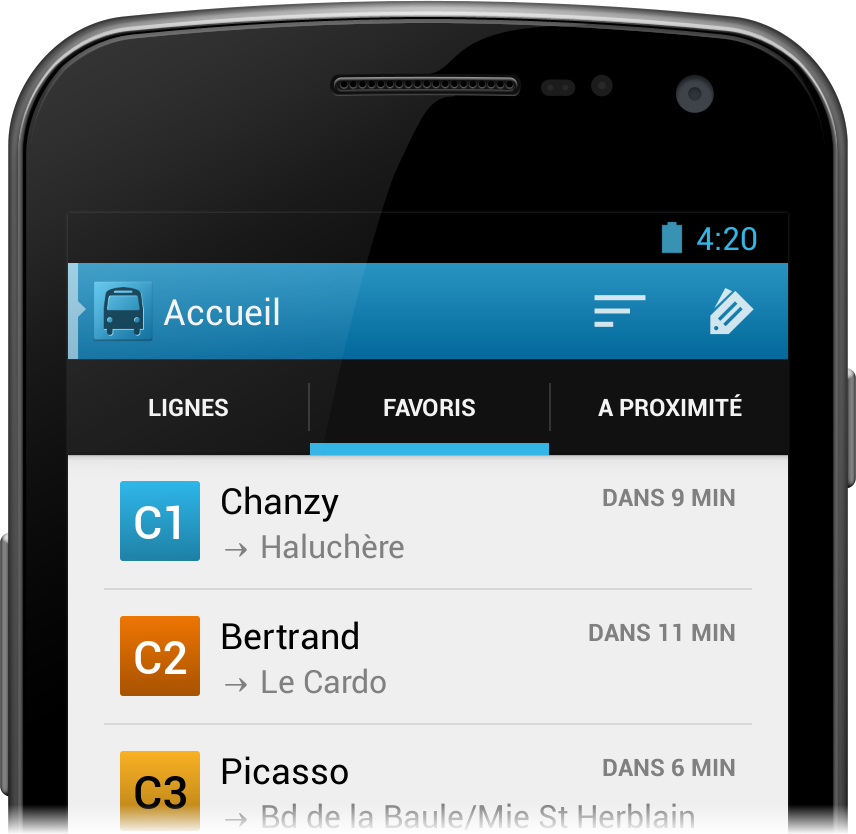 4:20
Accueil
LIGNES FAVORIS A PROXIMITÉ
C1 Chanzy DANS 9 MIN
→ Haluchère
C2 Bertrand DANS 11 MIN
→ Le Cardo
C3 Picasso DANS 6 MIN
→ Bd de la Baule/Mie St Herblain